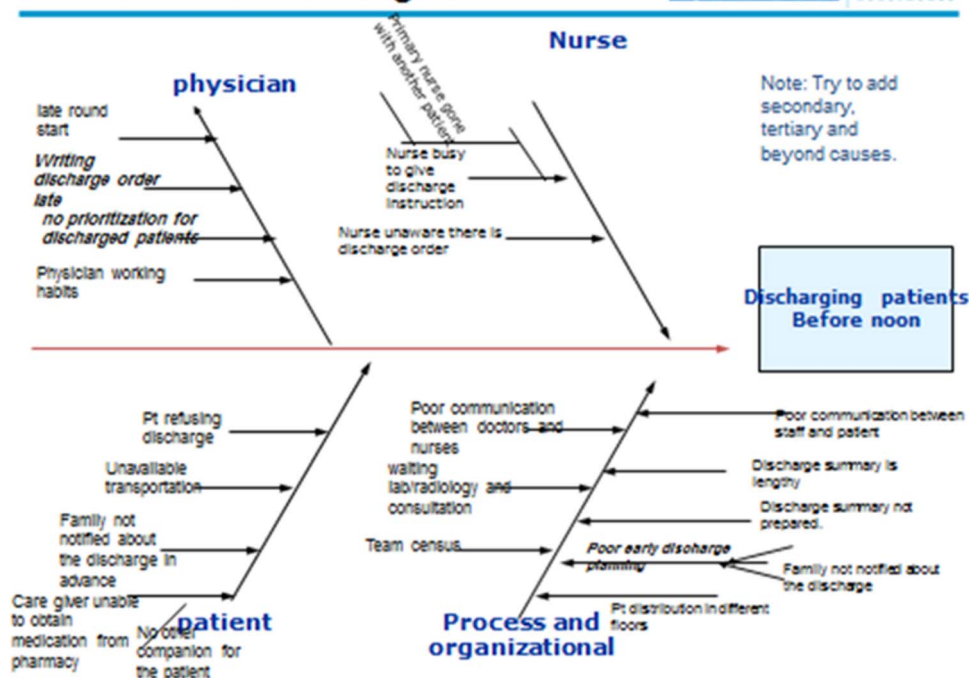 Nurse
physician
Primary nurse gone
with another patient
Note: Try to add
secondary,
tertiary and
beyond causes.
late round
start
Writing
discharge order
late
no prioritization for
discharged patients
Physician working
habits
Nurse busy
to give
discharge
instruction
Nurse unaware there is
discharge order
Discharging patients
Before noon
Pt refusing
discharge
Unavailable
transportation
Family not
notified about
the discharge in
advance
Care giver unable
to obtain
medication from
pharmacy
No other
companion for
the patient
patient
Poor communication
between doctors and
nurses
waiting
lab/radiology and
consultation
Team census
Poor communication between
staff and patient
Discharge summary is
lengthy
Discharge summary not
prepared.
Poor early discharge
planning
Family not notified about
the discharge
Pt distribution in different
floors
Process and
organizational